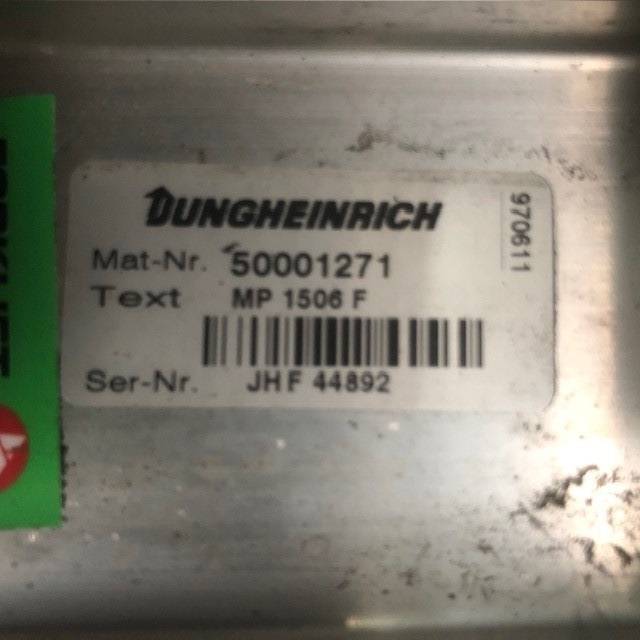 JUNGHEINRICH
Mat-Nr. 50001271
Text MP 1506 F
Ser-Nr. JHF 44892
970611